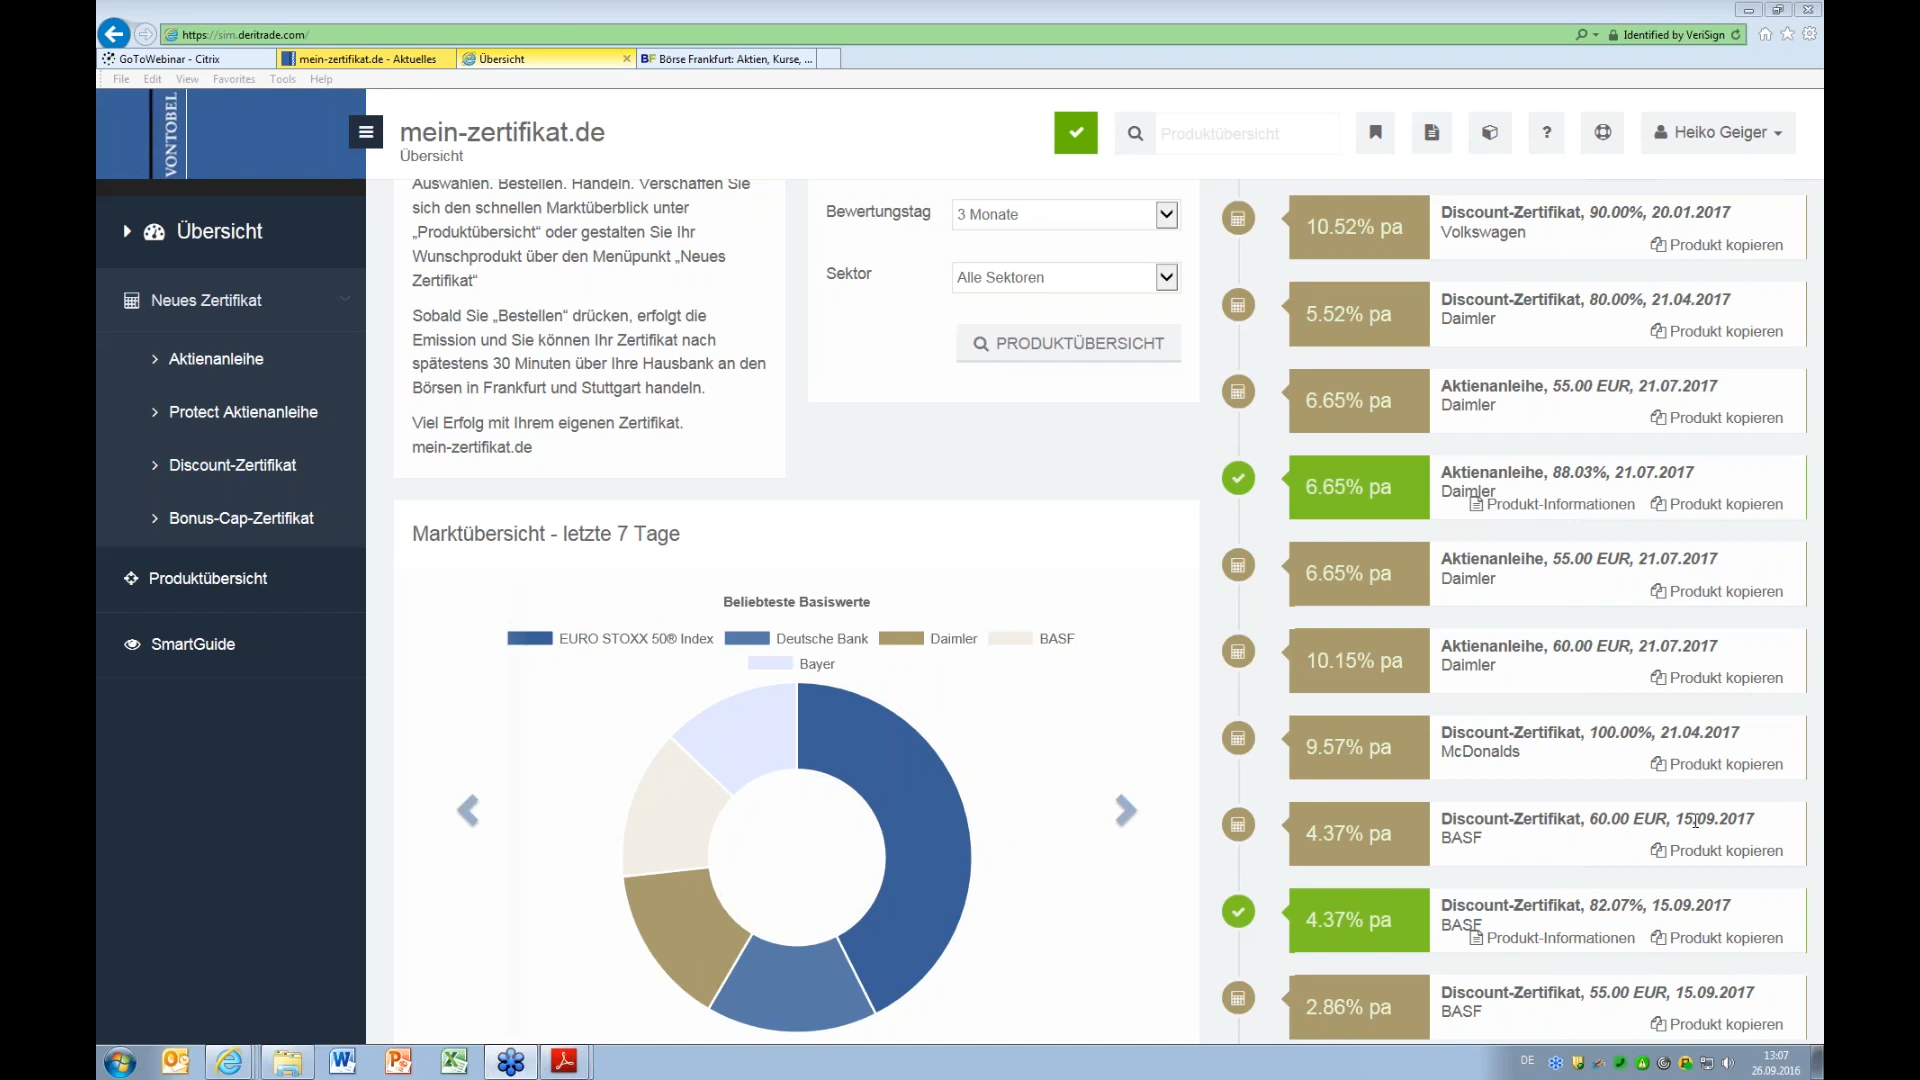 https://sim.deritrade.com/
Identified by VeriSign
GoToWebinar - Citrix
mein-zertifikat.de - Aktuelles
Übersicht
BF Börse Frankfurt: Aktien, Kurse, ...
File Edit View Favorites Tools Help
VONTOBEL
mein-zertifikat.de
Übersicht
Produktübersicht
?
Heiko Geiger
Übersicht
Neues Zertifikat
Aktienanleihe
Protect Aktienanleihe
Discount-Zertifikat
Bonus-Cap-Zertifikat
Produktübersicht
SmartGuide
Auswählen. Bestellen. Handeln. Verschaffen Sie
sich den schnellen Marktüberblick unter
„Produktübersicht“ oder gestalten Sie Ihr
Wunschprodukt über den Menüpunkt „Neues
Zertifikat“
Sobald Sie „Bestellen“ drücken, erfolgt die
Emission und Sie können Ihr Zertifikat nach
spätestens 30 Minuten über Ihre Hausbank an den
Börsen in Frankfurt und Stuttgart handeln.
Viel Erfolg mit Ihrem eigenen Zertifikat.
mein-zertifikat.de
Bewertungstag
3 Monate
Sektor
Alle Sektoren
PRODUKTÜBERSICHT
Marktübersicht - letzte 7 Tage
Beliebteste Basiswerte
EURO STOXX 50® Index
Deutsche Bank
Daimler
BASF
Bayer
10.52% pa
Discount-Zertifikat, 90.00%, 20.01.2017
Volkswagen
Produkt kopieren
5.52% pa
Discount-Zertifikat, 80.00%, 21.04.2017
Daimler
Produkt kopieren
6.65% pa
Aktienanleihe, 55.00 EUR, 21.07.2017
Daimler
Produkt kopieren
6.65% pa
Aktienanleihe, 88.03%, 21.07.2017
Daimler
Produkt-Informationen
Produkt kopieren
6.65% pa
Aktienanleihe, 55.00 EUR, 21.07.2017
Daimler
Produkt kopieren
10.15% pa
Aktienanleihe, 60.00 EUR, 21.07.2017
Daimler
Produkt kopieren
9.57% pa
Discount-Zertifikat, 100.00%, 21.04.2017
McDonalds
Produkt kopieren
4.37% pa
Discount-Zertifikat, 60.00 EUR, 15.09.2017
BASF
Produkt kopieren
4.37% pa
Discount-Zertifikat, 82.07%, 15.09.2017
BASF
Produkt-Informationen
Produkt kopieren
2.86% pa
Discount-Zertifikat, 55.00 EUR, 15.09.2017
BASF
Produkt kopieren
DE
13:07
26.09.2016